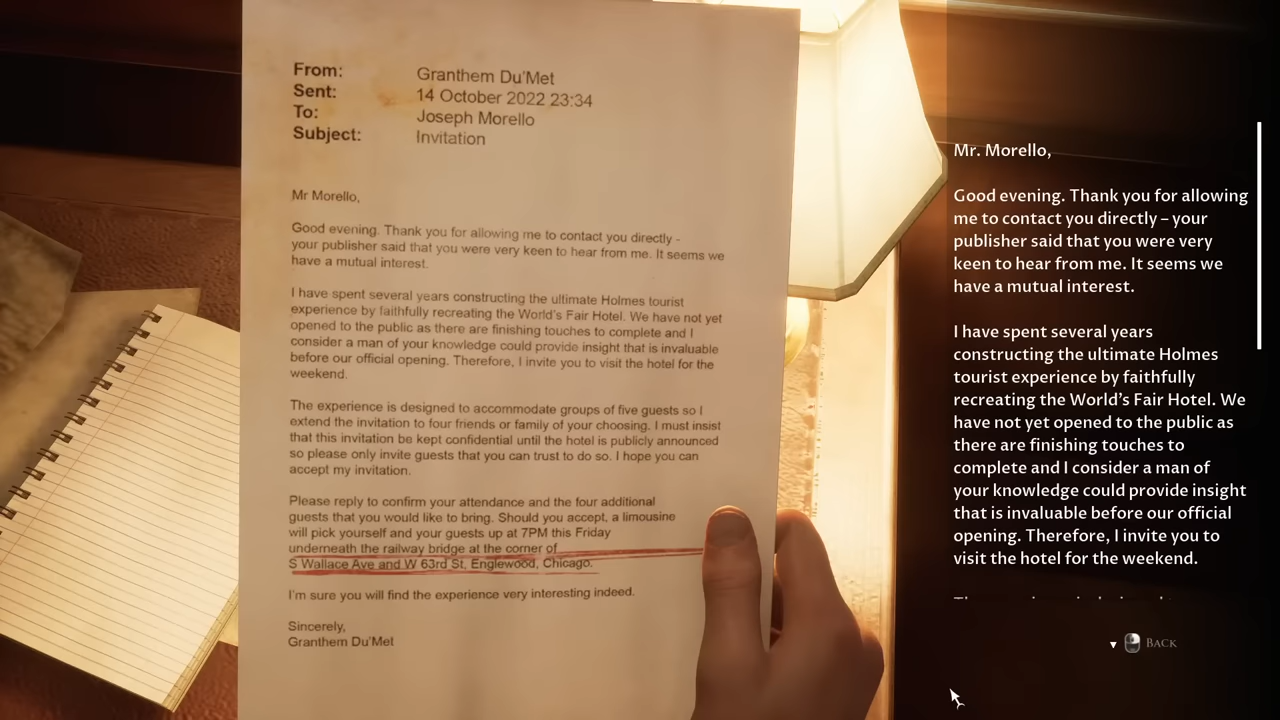 From: Granthem Du'Met
Sent: 14 October 2022 23:34
To: Joseph Morello
Subject: Invitation
Mr Morello,
Good evening. Thank you for allowing me to contact you directly -
your publisher said that you were very keen to hear from me. It seems we
have a mutual interest.
I have spent several years constructing the ultimate Holmes tourist
experience by faithfully recreating the World's Fair Hotel. We have not yet
opened to the public as there are finishing touches to complete and I
consider a man of your knowledge could provide insight that is invaluable
before our official opening. Therefore, I invite you to visit the hotel for the
weekend.
The experience is designed to accommodate groups of five guests so I
extend the invitation to four friends or family of your choosing. I must insist
that this invitation be kept confidential until the hotel is publicly announced
so please only invite guests that you can trust to do so. I hope you can
accept my invitation.
Please reply to confirm your attendance and the four additional
guests that you would like to bring. Should you accept, a limousine
will pick yourself and your guests up at 7PM this Friday
underneath the railway bridge at the corner of
S Wallace Ave and W 63rd St, Englewood, Chicago.
I'm sure you will find the experience very interesting indeed.
Sincerely,
Granthem Du'Met
Mr. Morello,
Good evening. Thank you for allowing
me to contact you directly – your
publisher said that you were very
keen to hear from me. It seems we
have a mutual interest.
I have spent several years
constructing the ultimate Holmes
tourist experience by faithfully
recreating the World's Fair Hotel. We
have not yet opened to the public as
there are finishing touches to
complete and I consider a man of
your knowledge could provide insight
that is invaluable before our official
opening. Therefore, I invite you to
visit the hotel for the weekend.
Back